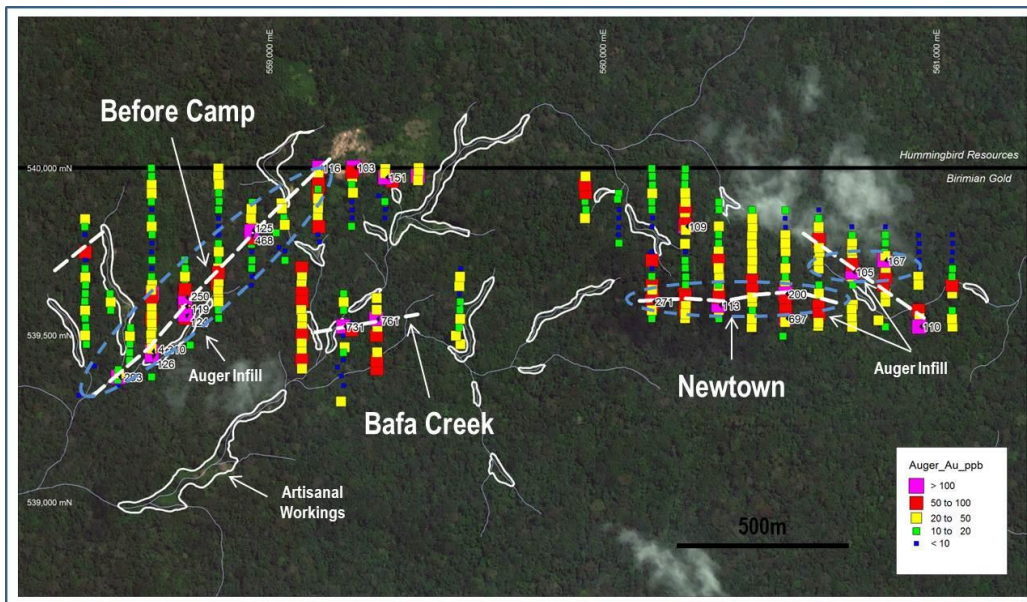 559,000 mE
560,000 mE
561,000 mE
Before Camp
116
103
151
540,000 mN
Hummingbird Resources
Birimian Gold
125
468
109
167
105
250
119
124
271
113
200
697
110
731
761
539,500 mN
126
203
Auger Infill
Bafa Creek
Newtown
Auger Infill
539,000 mN
Artisanal
Workings
500m
Auger_Au_ppb
> 100
50 to 100
20 to 50
10 to 20
< 10